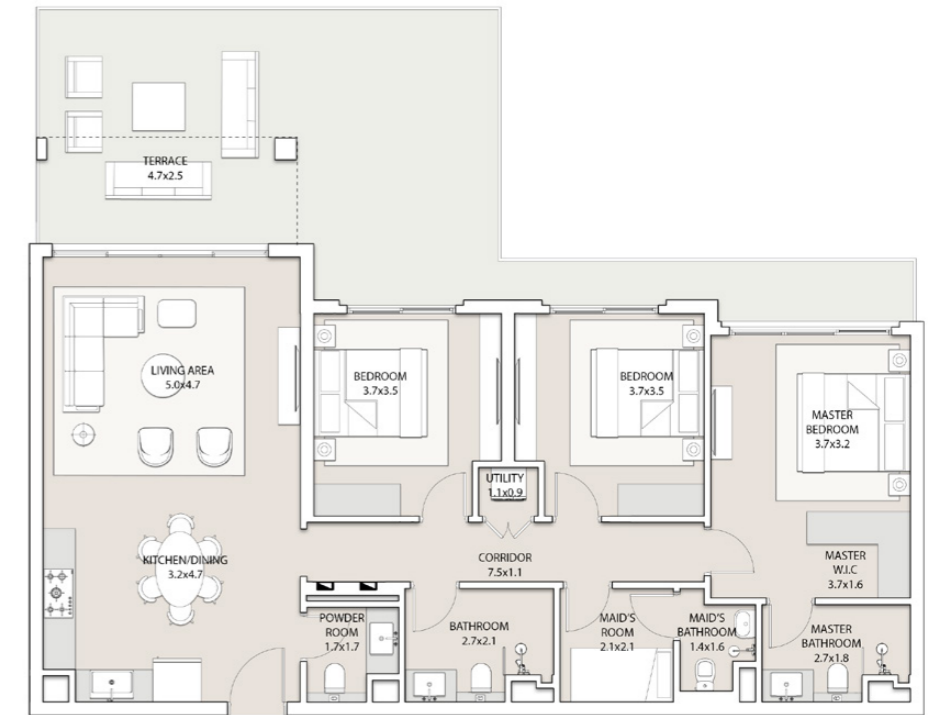 TERRACE
4.7x2.5
LIVING AREA
5.0x4.7
BEDROOM
3.7x3.5
BEDROOM
3.7x3.5
MASTER
BEDROOM
3.7x3.2
UTILITY
1.1x0.9
KITCHEN/DINING
3.2x4.7
CORRIDOR
7.5x1.1
MASTER
W.I.C
3.7x1.6
POWDER
ROOM
1.7x1.7
BATHROOM
2.7x2.1
MAID'S
ROOM
2.1x2.1
MAID'S
BATHROOM
1.4x1.6
MASTER
BATHROOM
2.7x1.8